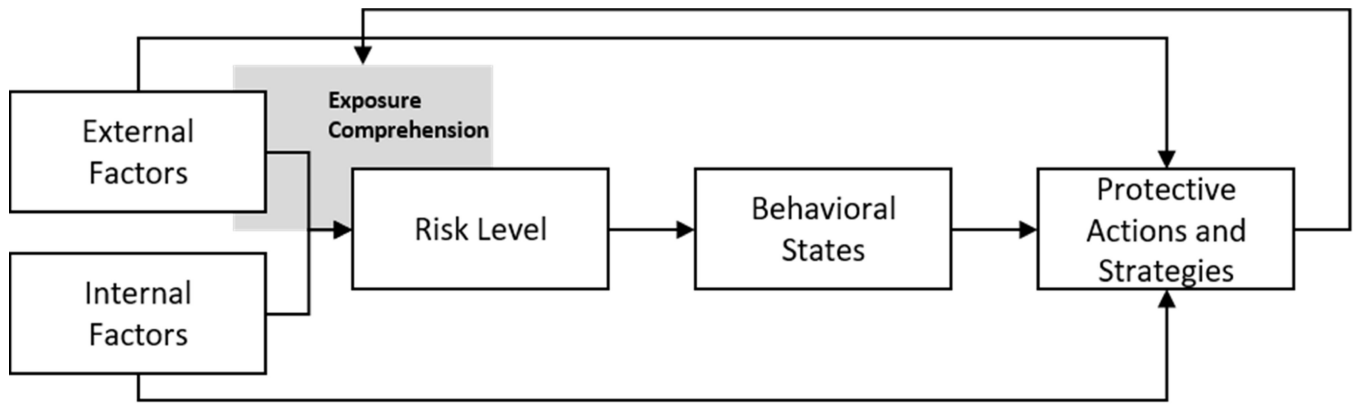 Exposure
Comprehension
External
Factors
Internal
Factors
Risk Level
Behavioral
States
Protective
Actions and
Strategies